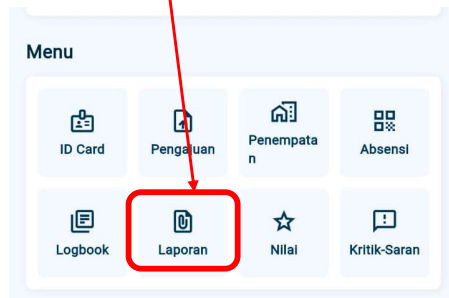 Menu
ID Card
Pengajuan
Penempata
n
Absensi
Logbook
Laporan
Nilai
Kritik-Saran